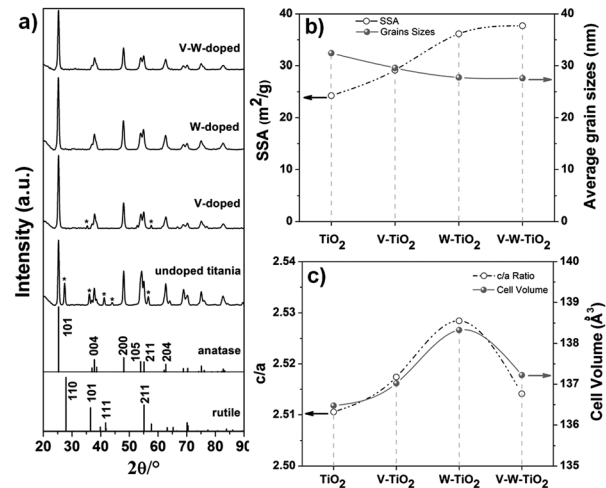 a)
V-W-doped
W-doped
V-doped
* *
undoped titania
* * * * *
101
004
200
105
211
204
anatase
110
101
111
211
rutile
20 30 40 50 60 70 80 90
2θ/°
Intensity (a.u.)
b)
SSA
Grains Sizes
40
30
20
10
0
SSA (m²/g)
40
35
30
25
20
15
10
5
0
Average grain sizes (nm)
TiO₂ V-TiO₂ W-TiO₂ V-W-TiO₂
c)
c/a Ratio
Cell Volume
2.54
2.53
2.52
2.51
2.50
c/a
140
139
138
137
136
135
Cell Volume (Å³)
TiO₂ V-TiO₂ W-TiO₂ V-W-TiO₂